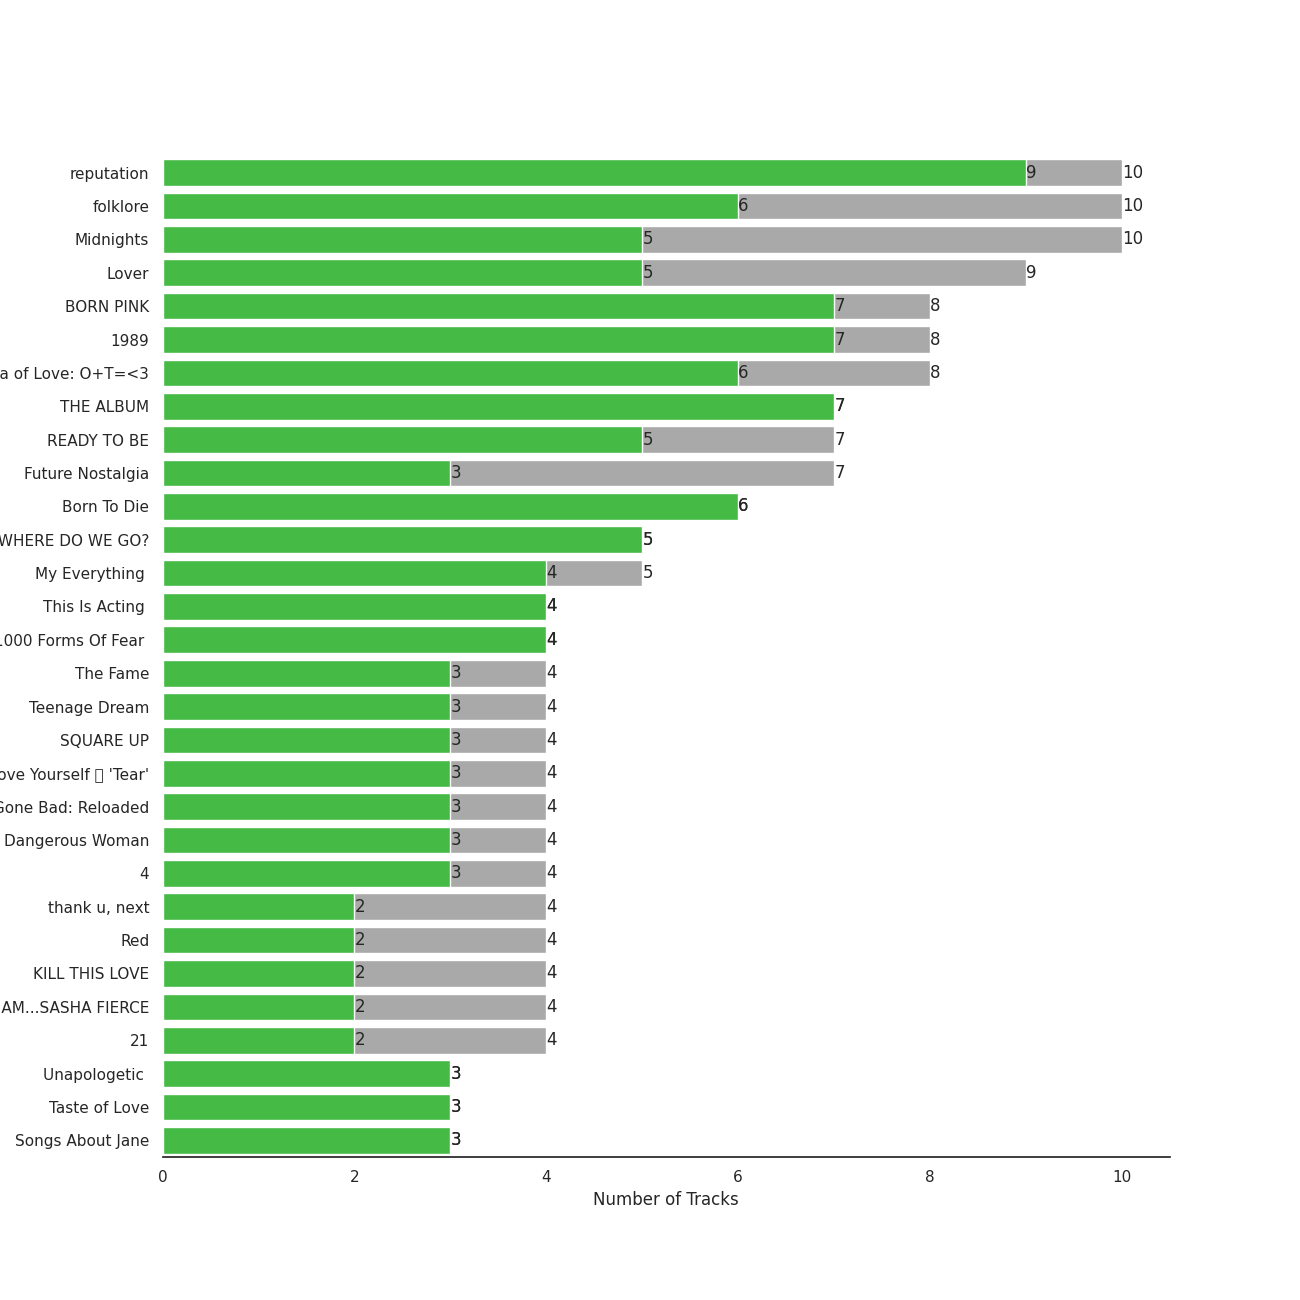 reputation 9 10
folklore 6 10
Midnights 5 10
Lover 5 9
BORN PINK 7 8
1989 7 8
a of Love: O+T=<3 6 8
THE ALBUM 7
READY TO BE 5 7
Future Nostalgia 3 7
Born To Die 6
WHERE DO WE GO? 5
My Everything 4 5
This Is Acting 4
1000 Forms Of Fear 4
The Fame 3 4
Teenage Dream 3 4
SQUARE UP 3 4
ove Yourself 'Tear' 3 4
Gone Bad: Reloaded 3 4
Dangerous Woman 3 4
4 3 4
thank u, next 2 4
Red 2 4
KILL THIS LOVE 2 4
AM...SASHA FIERCE 2 4
21 2 4
Unapologetic 3
Taste of Love 3
Songs About Jane 3
0 2 4 6 8 10
Number of Tracks